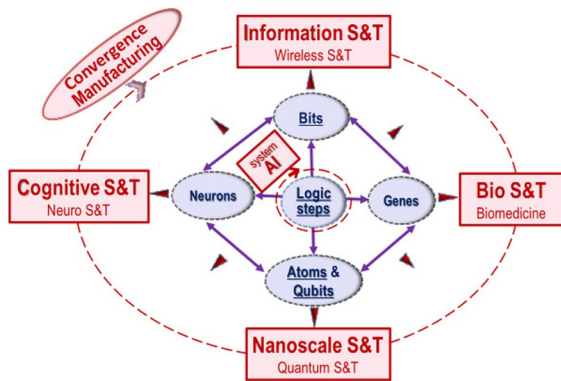 Convergence
Manufacturing
Information S&T
Wireless S&T
Bits
system
AI
Cognitive S&T
Neuro S&T
Neurons
Logic
steps
Genes
Bio S&T
Biomedicine
Atoms &
Qubits
Nanoscale S&T
Quantum S&T